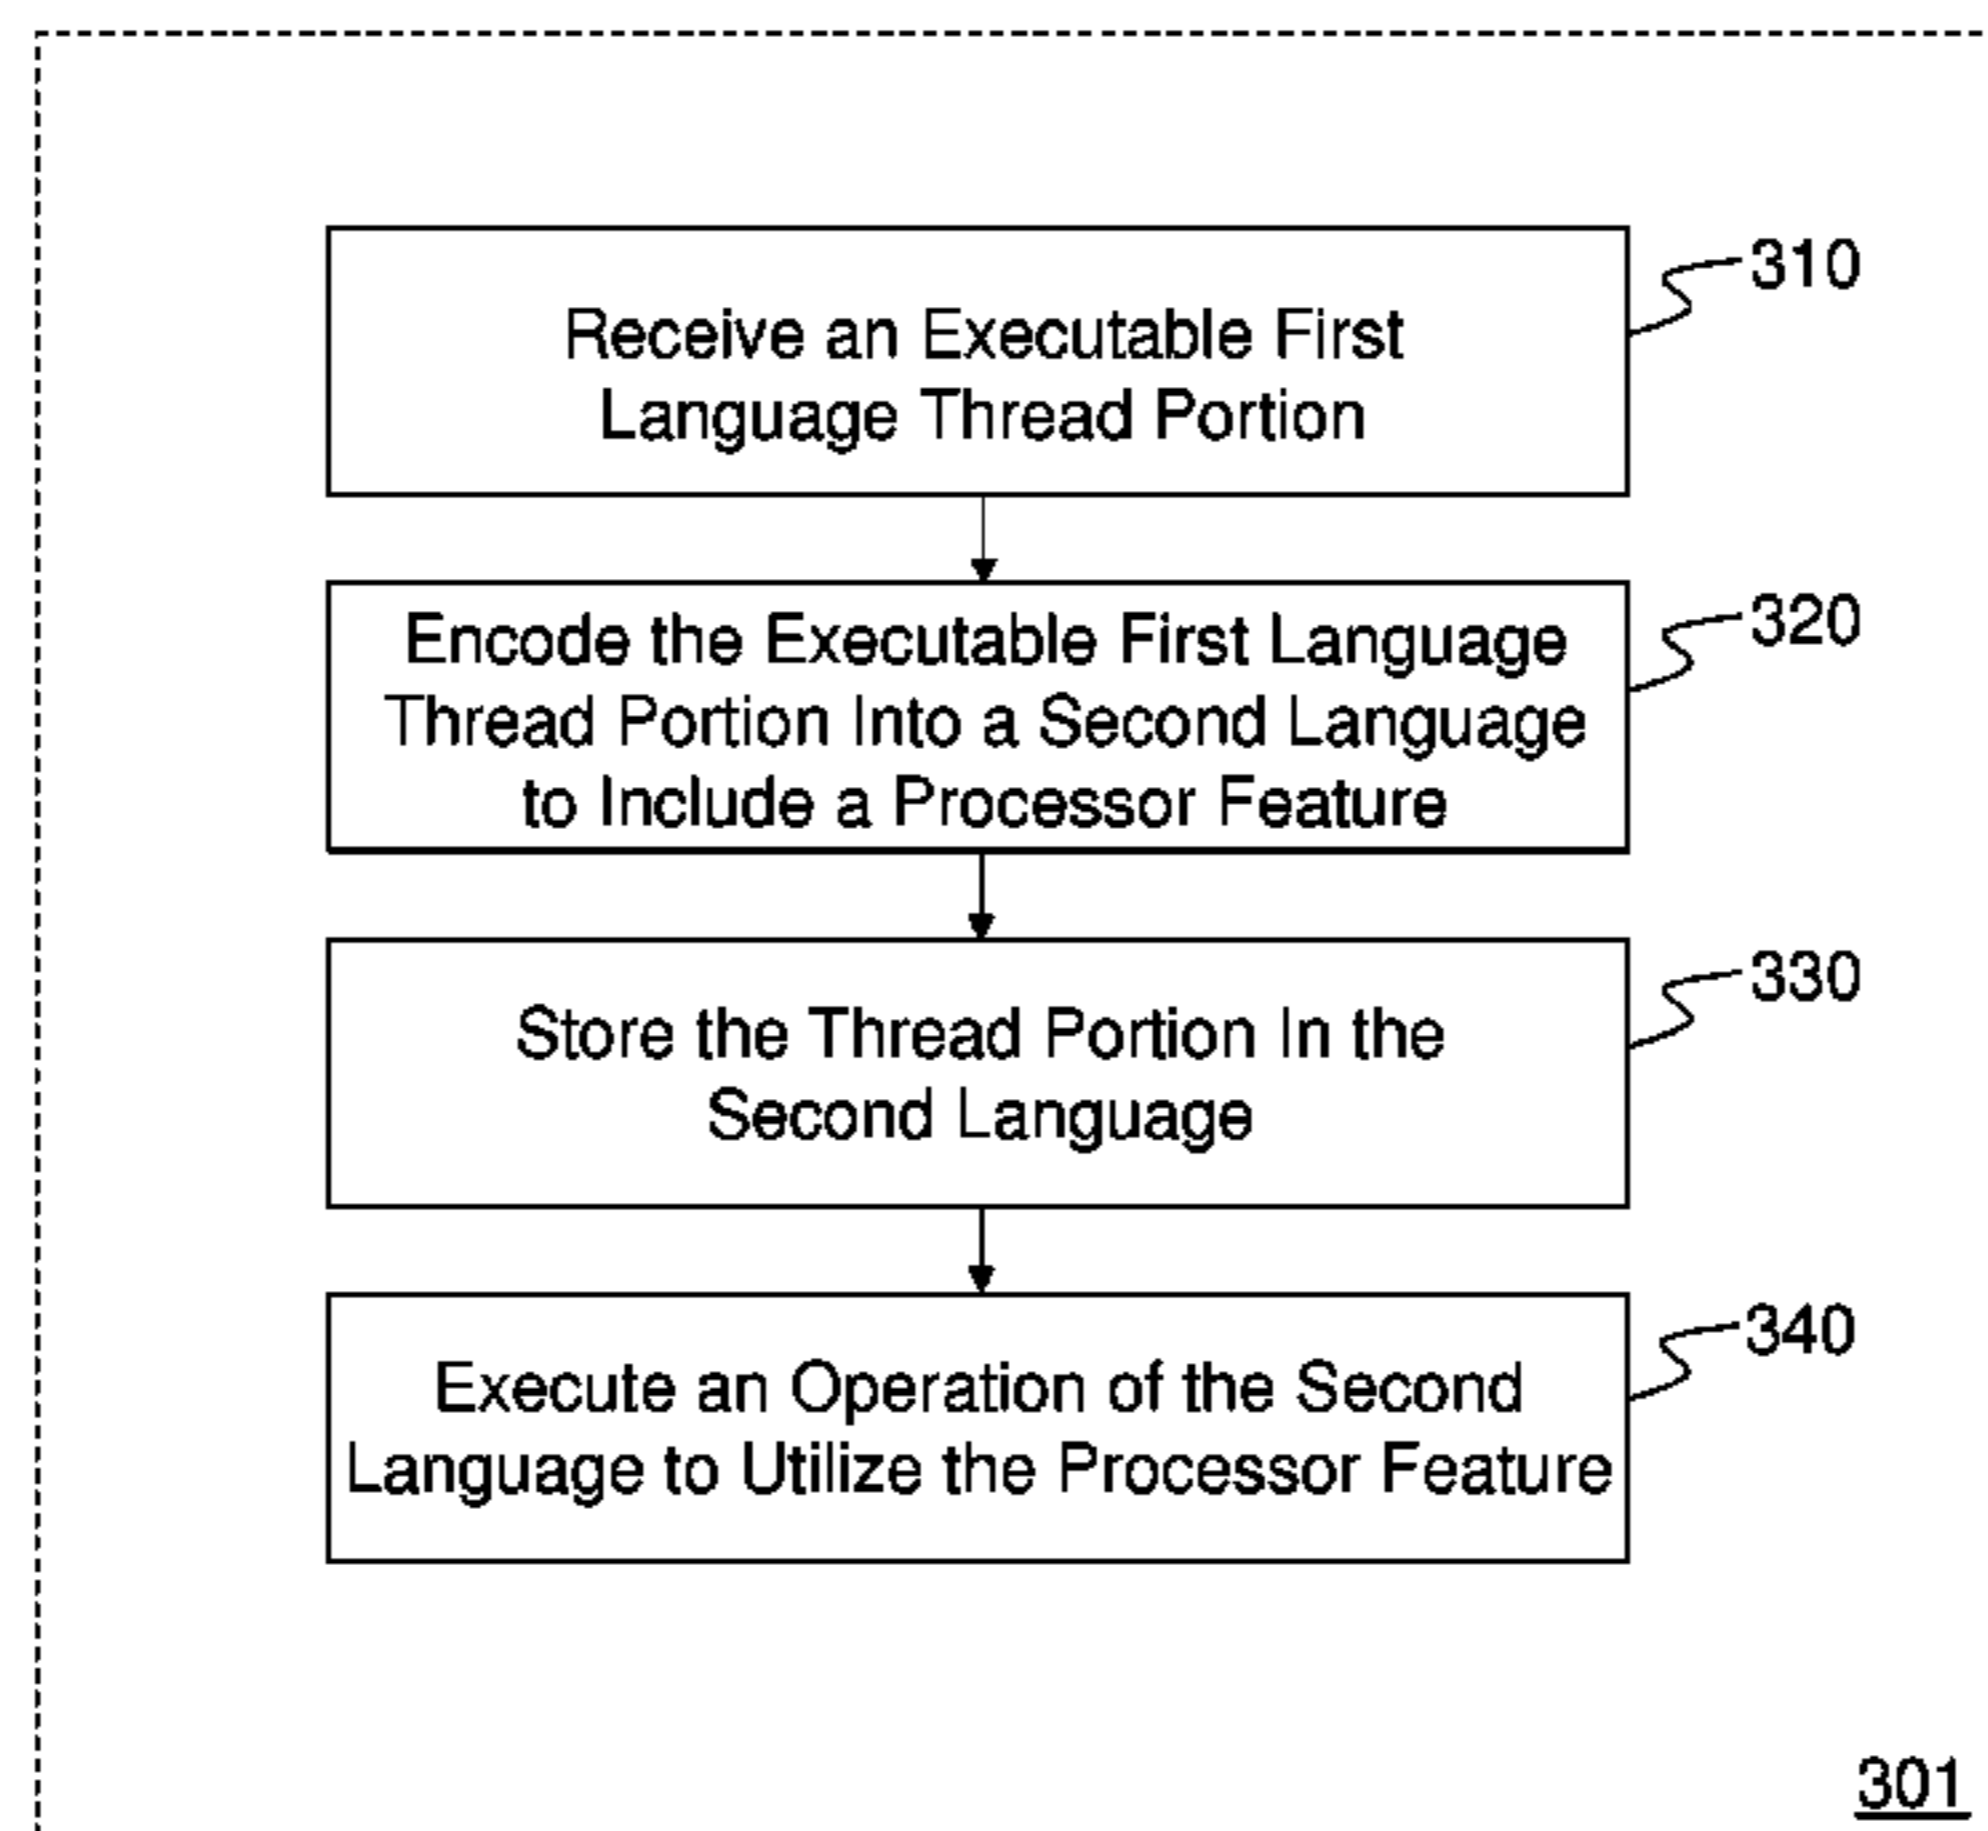 Receive an Executable First
Language Thread Portion
310
Encode the Executable First Language
Thread Portion Into a Second Language
to Include a Processor Feature
320
Store the Thread Portion In the
Second Language
330
Execute an Operation of the Second
Language to Utilize the Processor Feature
340
301